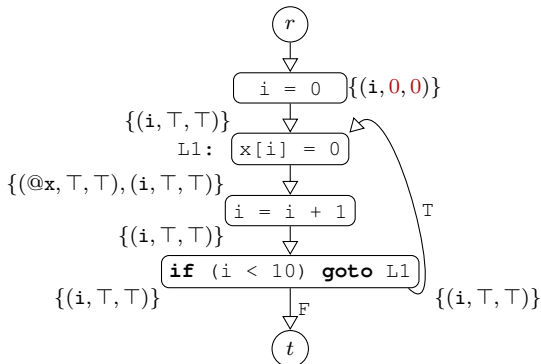 r
i = 0 {(i, 0, 0)}
{(i, ⊤, ⊤)}
L1: x[i] = 0
{(@x, ⊤, ⊤), (i, ⊤, ⊤)}
i = i + 1
T
{(i, ⊤, ⊤)}
if (i < 10) goto L1
{(i, ⊤, ⊤)} F {(i, ⊤, ⊤)}
t